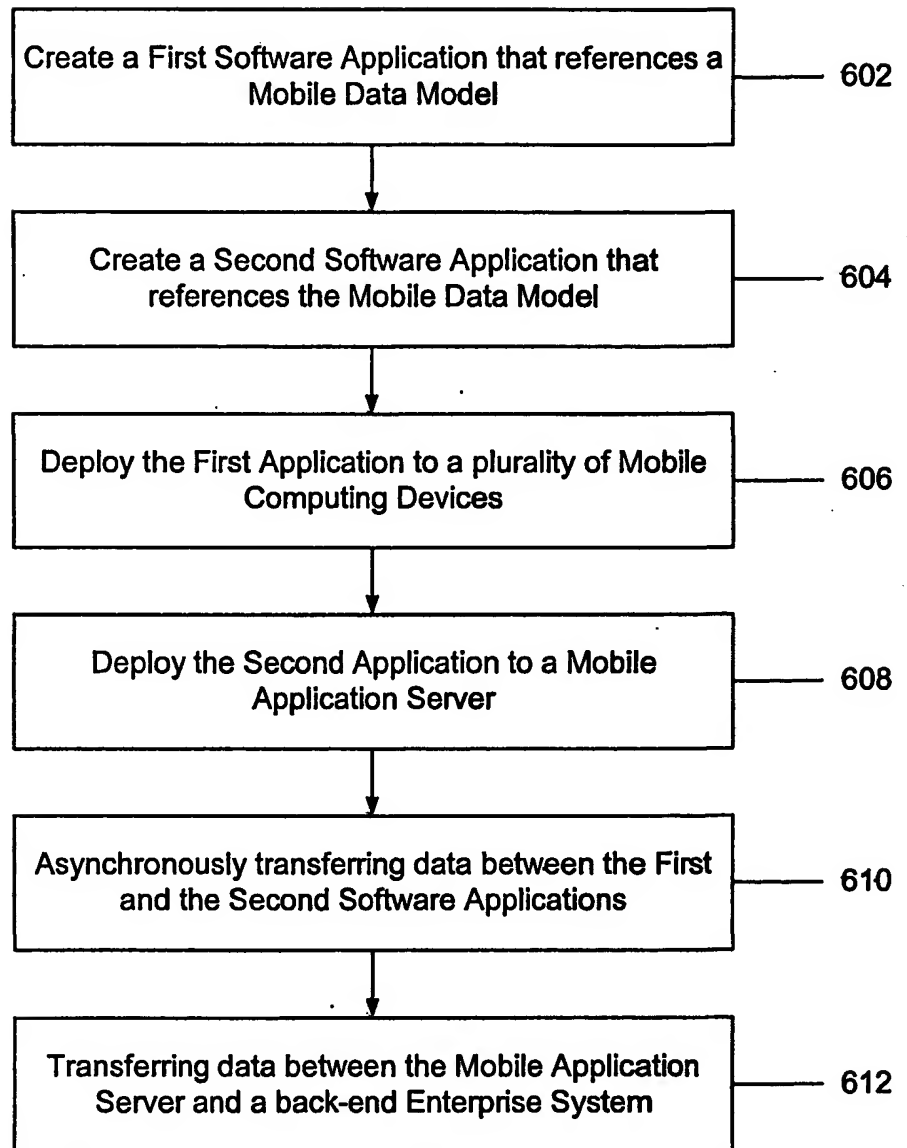 Create a First Software Application that references a
Mobile Data Model
602
Create a Second Software Application that
references the Mobile Data Model
604
Deploy the First Application to a plurality of Mobile
Computing Devices
606
Deploy the Second Application to a Mobile
Application Server
608
Asynchronously transferring data between the First
and the Second Software Applications
610
Transferring data between the Mobile Application
Server and a back-end Enterprise System
612